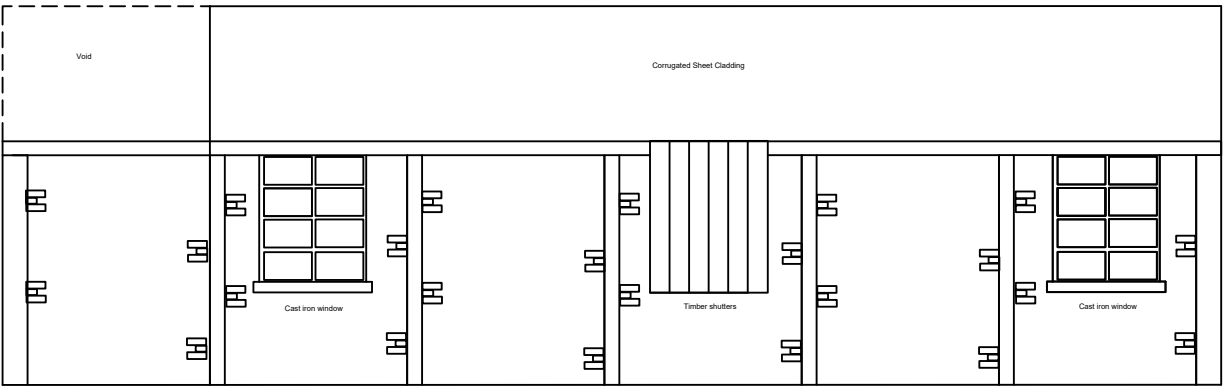 Void
Corrugated Sheet Cladding
Cast iron window
Timber shutters
Cast iron window